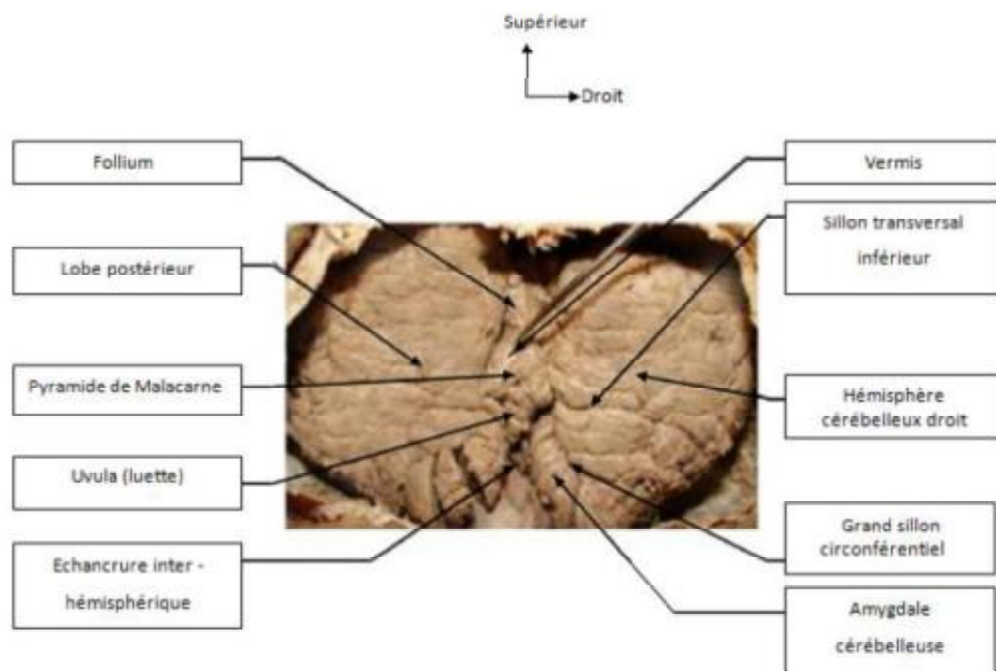 Supérieur
Droit
Follium
Vermis
Sillon transversal
inférieur
Lobe postérieur
Pyramide de Malacarne
Hémisphère
cérébelleux droit
Uvula (luette)
Grand sillon
circonférentiel
Echancrure inter -
hémisphérique
Amygdale
cérébelleuse